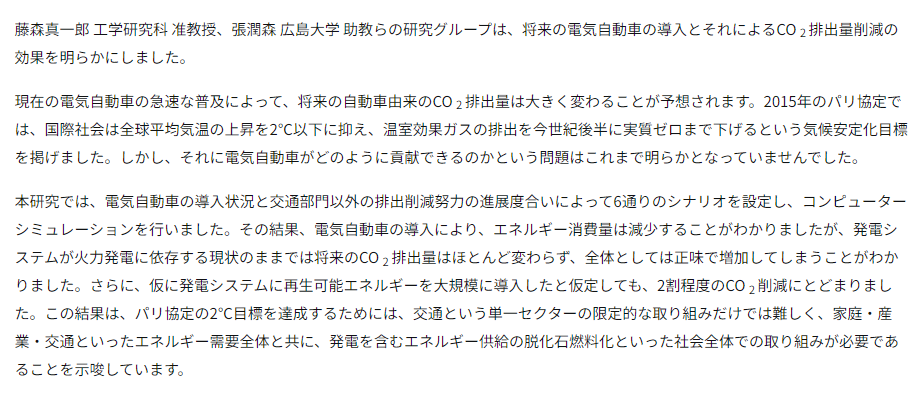 藤森真一郎 工学研究科 准教授、張潤森 広島大学 助教らの研究グループは、将来の電気自動車の導入とそれによるCO 2 排出量削減の
効果を明らかにしました。
現在の電気自動車の急速な普及によって、将来の自動車由来のCO 2 排出量は大きく変わることが予想されます。2015年のパリ協定で
は、国際社会は全球平均気温の上昇を2℃以下に抑え、温室効果ガスの排出を今世紀後半に実質ゼロまで下げるという気候安定化目標
を掲げました。しかし、それに電気自動車がどのように貢献できるのかという問題はこれまで明らかとなっていませんでした。
本研究では、電気自動車の導入状況と交通部門以外の排出削減努力の進展度合いによって6通りのシナリオを設定し、コンピューター
シミュレーションを行いました。その結果、電気自動車の導入により、エネルギー消費量は減少することがわかりましたが、発電シ
ステムが火力発電に依存する現状のままでは将来のCO 2 排出量はほとんど変わらず、全体としては正味で増加してしまうことがわか
りました。さらに、仮に発電システムに再生可能エネルギーを大規模に導入したと仮定しても、2割程度のCO 2 削減にとどまりまし
た。この結果は、パリ協定の2℃目標を達成するためには、交通という単一セクターの限定的な取り組みだけでは難しく、家庭・産
業・交通といったエネルギー需要全体と共に、発電を含むエネルギー供給の脱化石燃料化といった社会全体での取り組みが必要であ
ることを示唆しています。